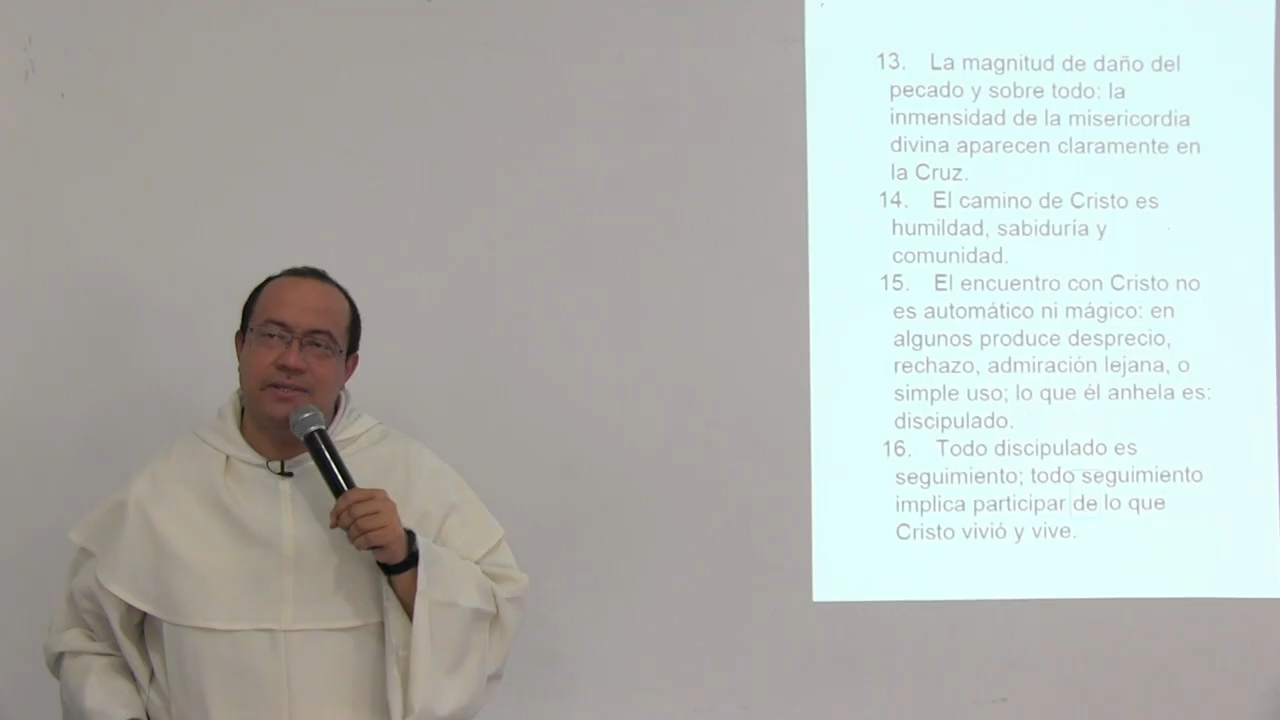 13. La magnitud de daño del
pecado y sobre todo: la
inmensidad de la misericordia
divina aparecen claramente en
la Cruz.
14. El camino de Cristo es
humildad, sabiduría y
comunidad.
15. El encuentro con Cristo no
es automático ni mágico: en
algunos produce desprecio,
rechazo, admiración lejana, o
simple uso; lo que él anhela es:
discipulado.
16. Todo discipulado es
seguimiento; todo seguimiento
implica participar de lo que
Cristo vivió y vive.